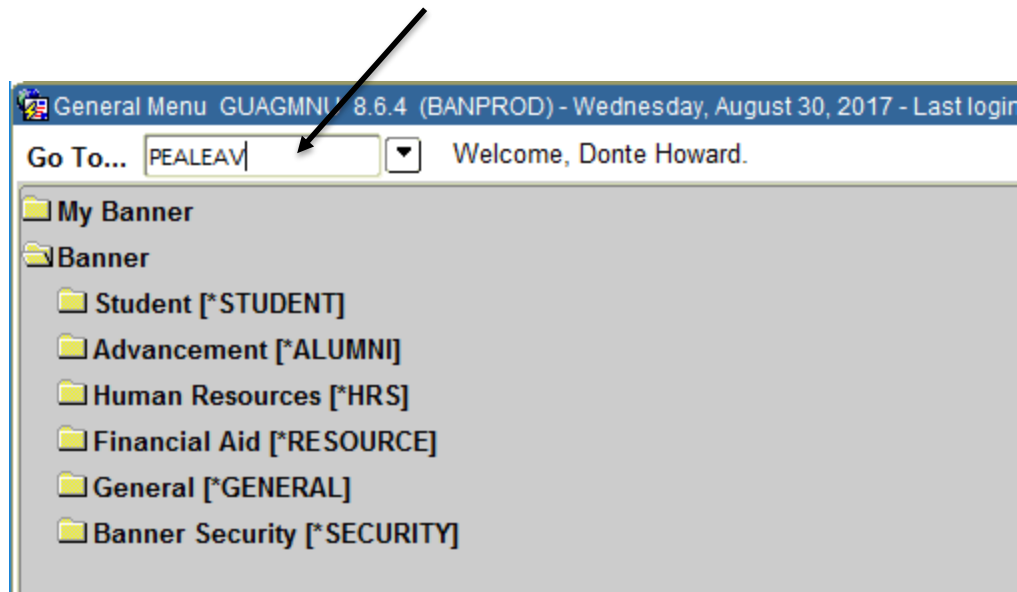 General Menu GUAGMNU 8.6.4 (BANPROD) - Wednesday, August 30, 2017 - Last login
Go To... PEALEAV Welcome, Donte Howard.
My Banner
Banner
Student [*STUDENT]
Advancement [*ALUMNI]
Human Resources [*HRS]
Financial Aid [*RESOURCE]
General [*GENERAL]
Banner Security [*SECURITY]